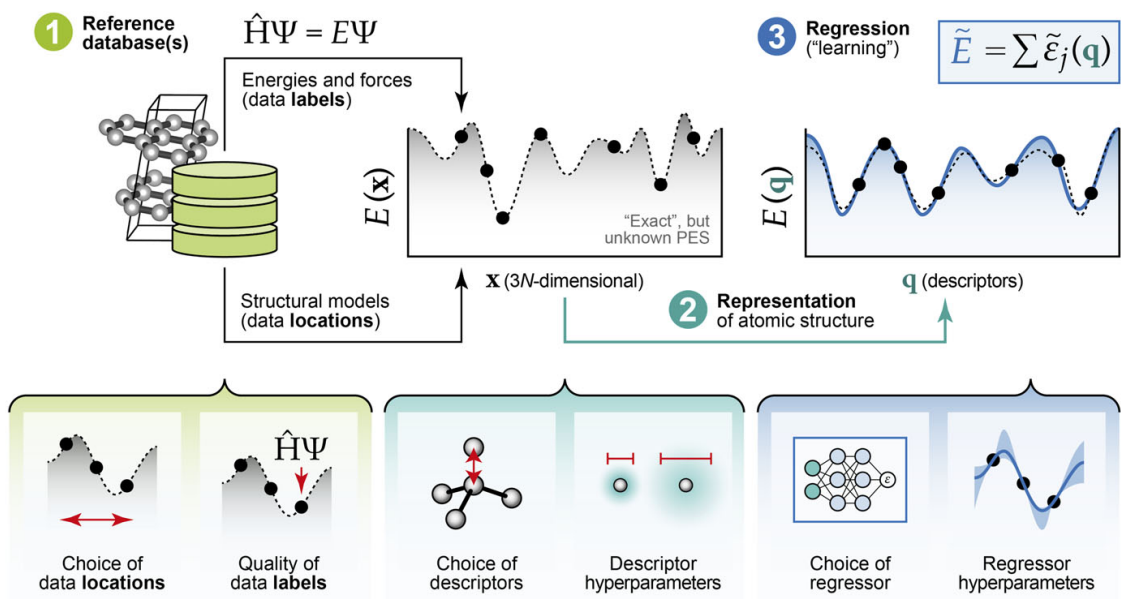 1 Reference
database(s)
ĤΨ = EΨ
Energies and forces
(data labels)
Structural models
(data locations)
E (x)
"Exact", but
unknown PES
x (3N-dimensional)
2 Representation
of atomic structure
3 Regression
("learning")
Ẽ = ∑ ε̃ⱼ(q)
E (q)
q (descriptors)
Choice of
data locations
ĤΨ
Quality of
data labels
Choice of
descriptors
Descriptor
hyperparameters
ε
Choice of
regressor
Regressor
hyperparameters